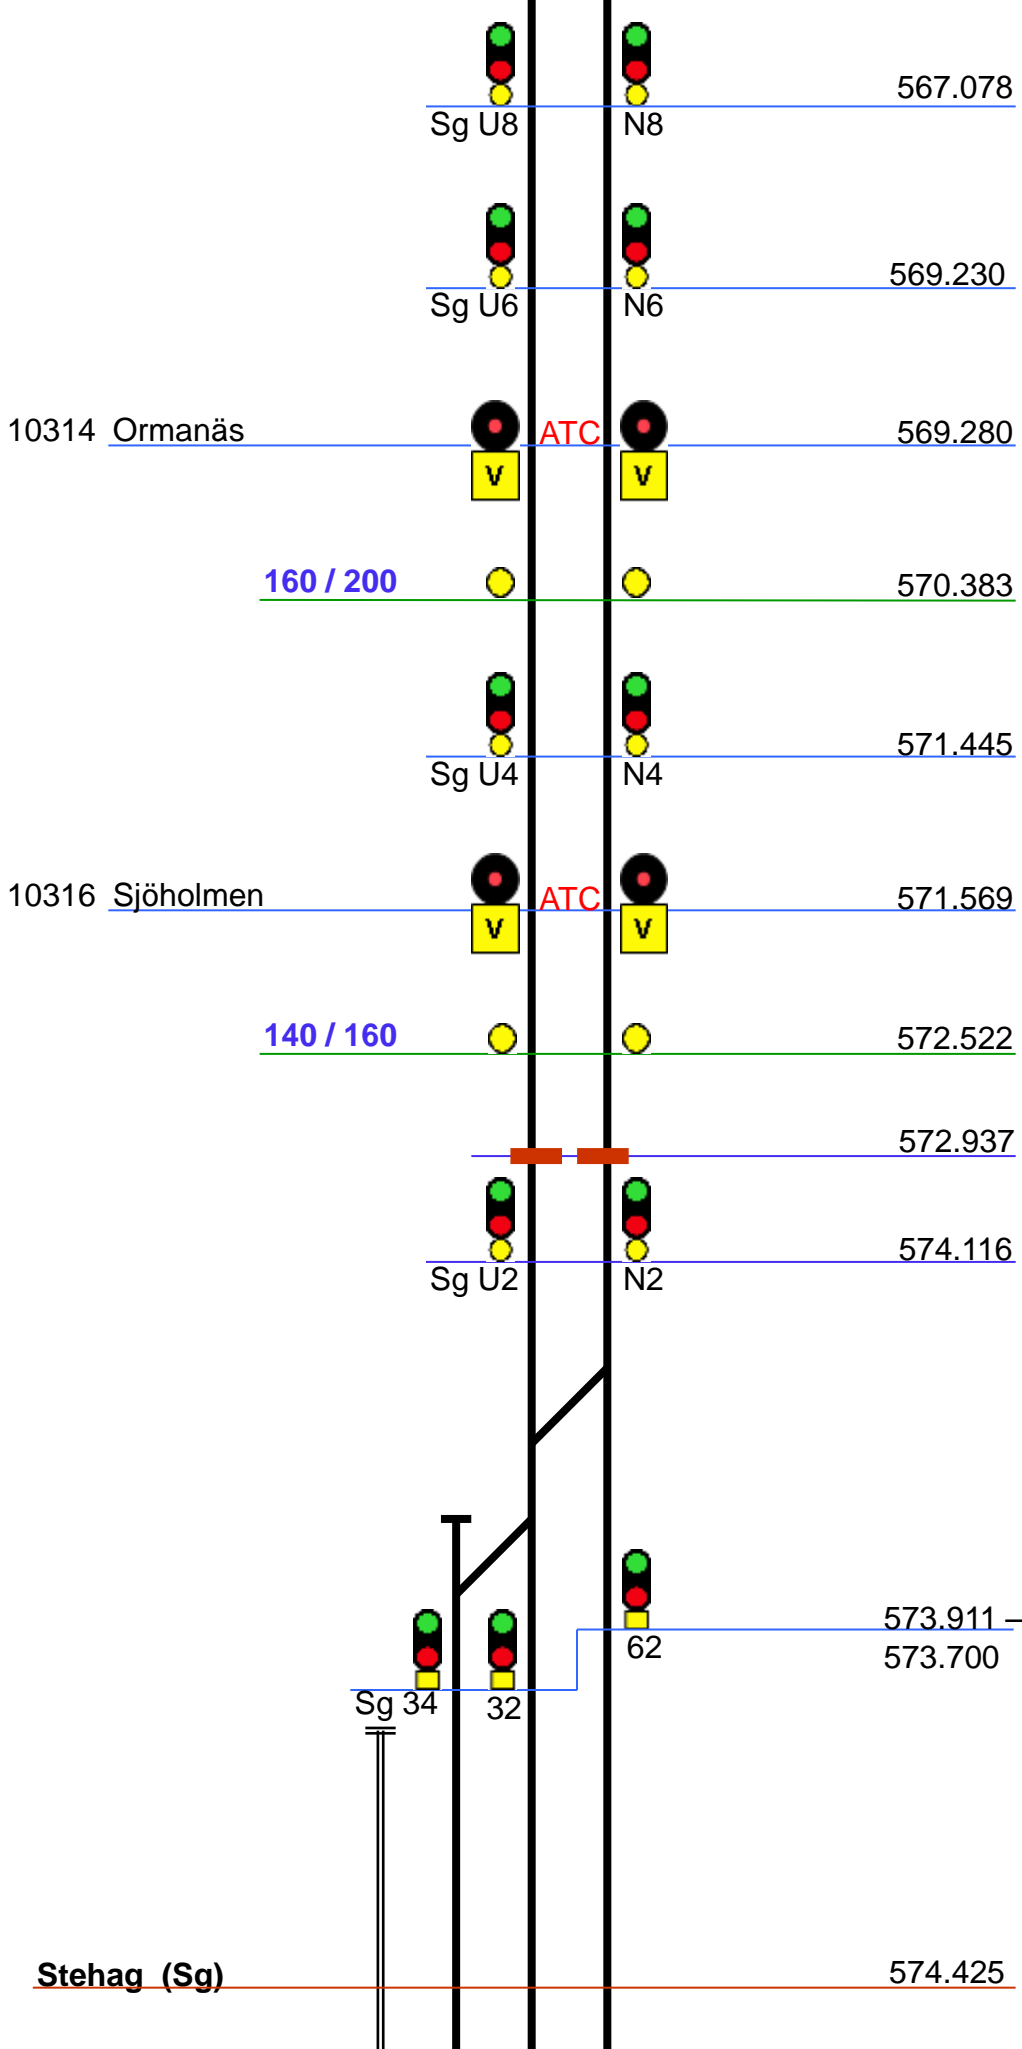 567.078
Sg U8 N8
569.230
Sg U6 N6
10314 Ormanäs ATC 569.280
V V
160 / 200 570.383
571.445
Sg U4 N4
10316 Sjöholmen ATC 571.569
V V
140 / 160 572.522
572.937
574.116
Sg U2 N2
573.911 –
62 573.700
Sg 34 32
Stehag (Sg) 574.425